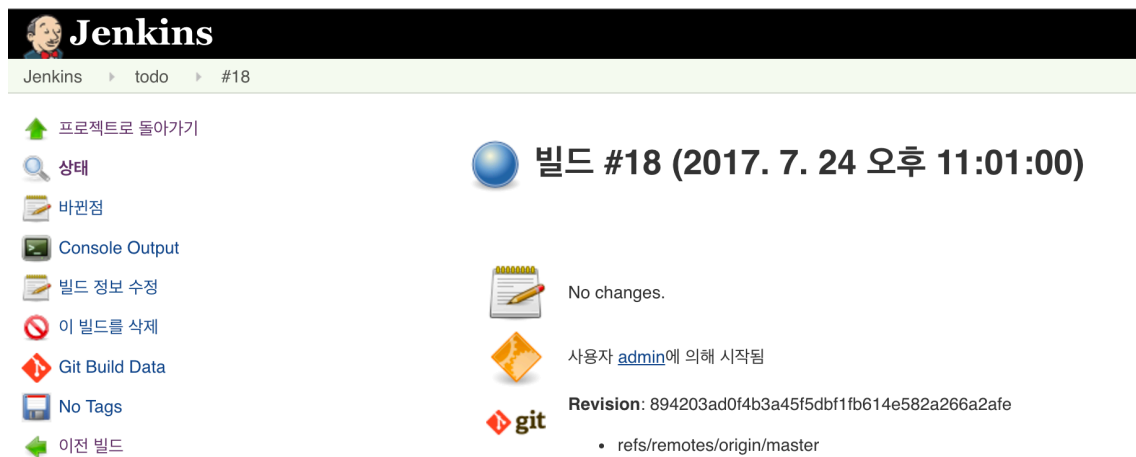 Jenkins
Jenkins todo #18
프로젝트로 돌아가기
상태
바뀐점
Console Output
빌드 정보 수정
이 빌드를 삭제
Git Build Data
No Tags
이전 빌드
빌드 #18 (2017. 7. 24 오후 11:01:00)
No changes.
사용자 admin에 의해 시작됨
git
Revision: 894203ad0f4b3a45f5dbf1fb614e582a266a2afe
• refs/remotes/origin/master